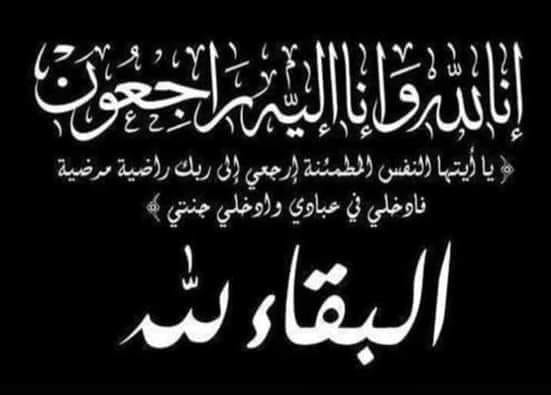 إنا لله وإنا إليه راجعون
﴿ يا أيتها النفس المطمئنة إرجعي إلى ربك راضية مرضية
فادخلي في عبادي وادخلي جنتي ﴾
البقاء لله